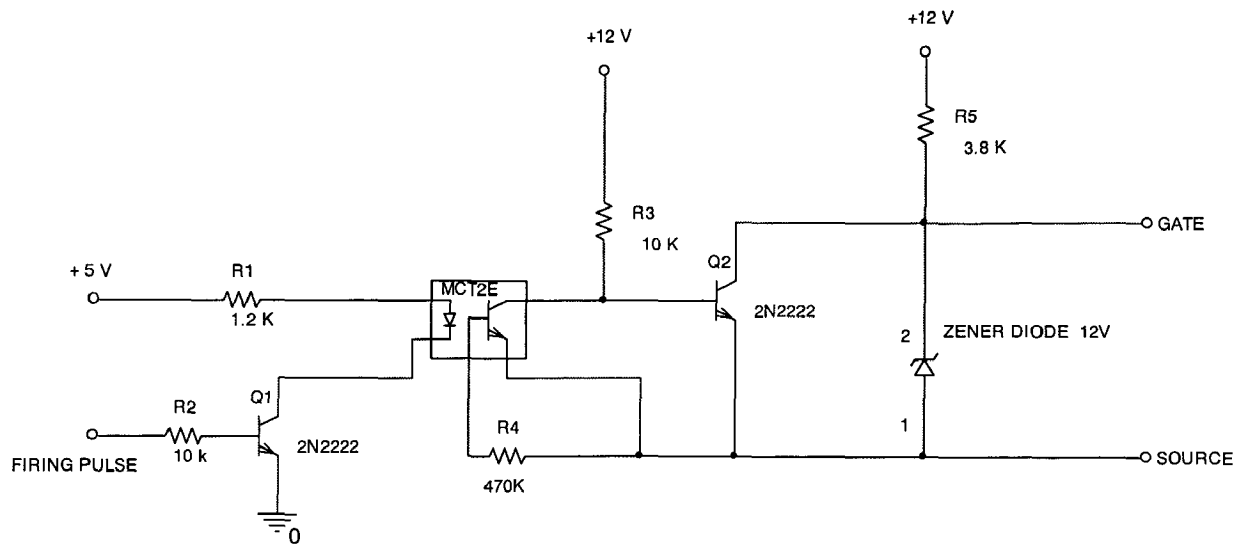 +12 V
+12 V
R5
3.8 K
R3
10 K
GATE
+ 5 V
R1
1.2 K
MCT2E
Q2
2N2222
2
ZENER DIODE 12V
1
Q1
R2
10 k
2N2222
R4
470K
FIRING PULSE
SOURCE
0